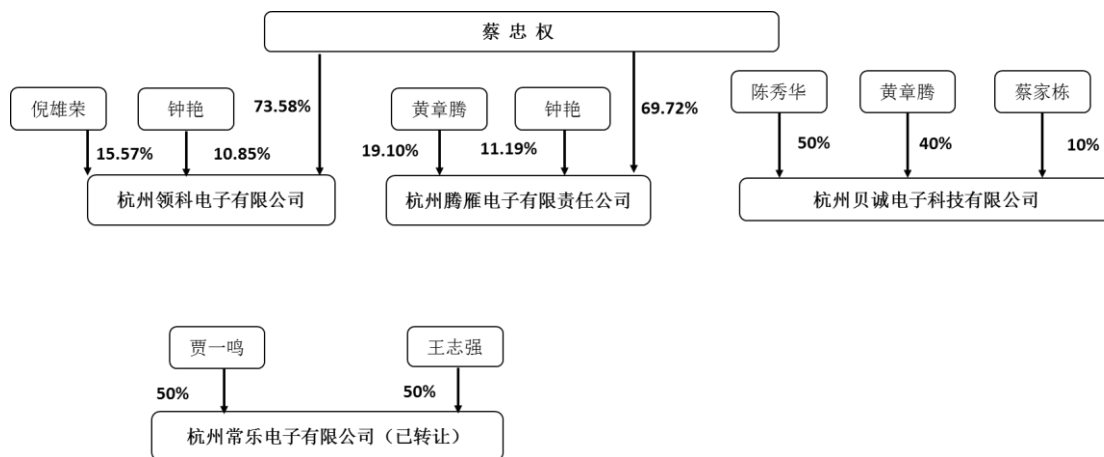 蔡忠权
倪雄荣
钟艳
73.58%
黄章腾
钟艳
69.72%
陈秀华
黄章腾
蔡家栋
15.57%
10.85%
19.10%
11.19%
50%
40%
10%
杭州领科电子有限公司
杭州腾雁电子有限责任公司
杭州贝诚电子科技有限公司
贾一鸣
王志强
50%
50%
杭州常乐电子有限公司（已转让）